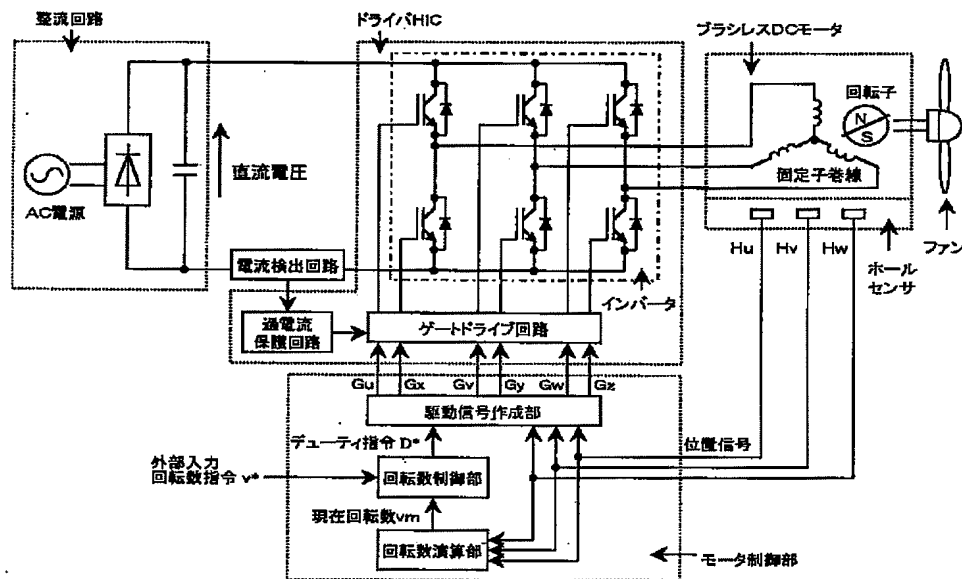 整流回路
ドライバHIC
ブラシレスDCモータ
回転子
N
S
直流電圧
固定子巻線
AC電源
Hu
Hv
Hw
ファン
電流検出回路
ホール
センサ
インバータ
過電流
保護回路
ゲートドライブ回路
Gu
Gx
Gv
Gy
Gw
Gz
駆動信号作成部
デューティ指令 D*
位置信号
外部入力
回転数指令 v*
回転数制御部
現在回転数vm
回転数演算部
モータ制御部